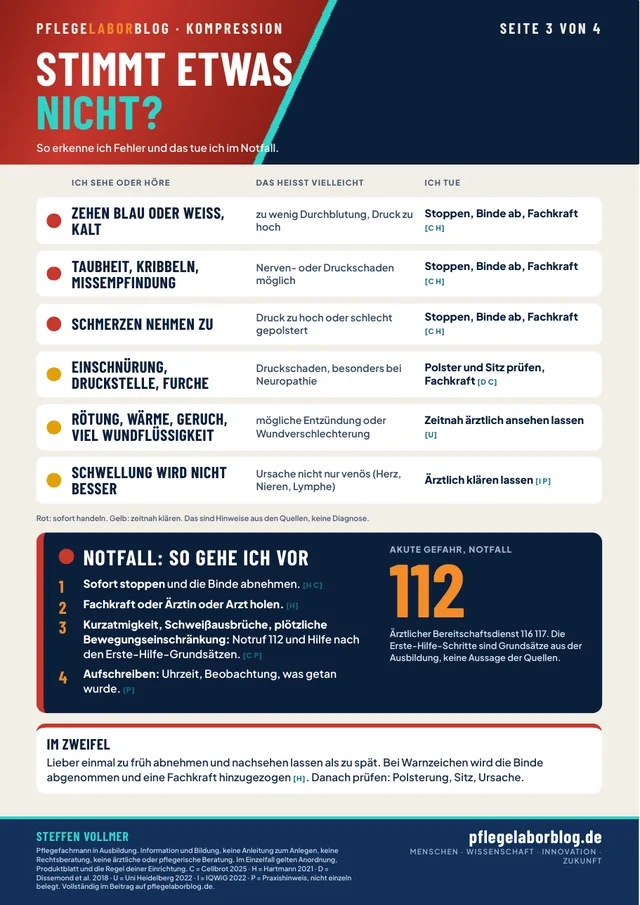 PFLEGELABORBLOG · KOMPRESSION
SEITE 3 VON 4
STIMMT ETWAS
NICHT?
So erkenne ich Fehler und das tue ich im Notfall.
ICH SEHE ODER HÖRE
DAS HEISST VIELLEICHT
ICH TUE
ZEHEN BLAU ODER WEISS,
KALT
zu wenig Durchblutung, Druck zu
hoch
Stoppen, Binde ab, Fachkraft
[C H]
TAUBHEIT, KRIBBELN,
MISSEMPFINDUNG
Nerven- oder Druckschaden
möglich
Stoppen, Binde ab, Fachkraft
[C H]
SCHMERZEN NEHMEN ZU
Druck zu hoch oder schlecht
gepolstert
Stoppen, Binde ab, Fachkraft
[C H]
EINSCHNÜRUNG,
DRUCKSTELLE, FURCHE
Druckschaden, besonders bei
Neuropathie
Polster und Sitz prüfen,
Fachkraft [D C]
RÖTUNG, WÄRME, GERUCH,
VIEL WUNDFLÜSSIGKEIT
mögliche Entzündung oder
Wundverschlechterung
Zeitnah ärztlich ansehen lassen
[U]
SCHWELLUNG WIRD NICHT
BESSER
Ursache nicht nur venös (Herz,
Nieren, Lymphe)
Ärztlich klären lassen [I P]
Rot: sofort handeln. Gelb: zeitnah klären. Das sind Hinweise aus den Quellen, keine Diagnose.
NOTFALL: SO GEHE ICH VOR
1 Sofort stoppen und die Binde abnehmen. [H C]
2 Fachkraft oder Ärztin oder Arzt holen. [H]
3 Kurzatmigkeit, Schweißausbrüche, plötzliche
Bewegungseinschränkung: Notruf 112 und Hilfe nach
den Erste-Hilfe-Grundsätzen. [C P]
4 Aufschreiben: Uhrzeit, Beobachtung, was getan
wurde. [P]
AKUTE GEFAHR, NOTFALL
112
Ärztlicher Bereitschaftsdienst 116 117. Die
Erste-Hilfe-Schritte sind Grundsätze aus der
Ausbildung, keine Aussage der Quellen.
IM ZWEIFEL
Lieber einmal zu früh abnehmen und nachsehen lassen als zu spät. Bei Warnzeichen wird die Binde
abgenommen und eine Fachkraft hinzugezogen [H]. Danach prüfen: Polsterung, Sitz, Ursache.
STEFFEN VOLLMER
Pflegefachmann in Ausbildung. Information und Bildung, keine Anleitung zum Anlegen, keine
Rechtsberatung, keine ärztliche oder pflegerische Beratung. Im Einzelfall gelten Anordnung,
Produktblatt und die Regel deiner Einrichtung. C = Cellbrot 2025 · H = Hartmann 2021 · D =
Dissemond et al. 2018 · U = Uni Heidelberg 2022 · I = IQWiG 2022 · P = Praxishinweis, nicht einzeln
belegt. Vollständig im Beitrag auf pflegelaborblog.de.
pflegelaborblog.de
MENSCHEN · WISSENSCHAFT · INNOVATION ·
ZUKUNFT